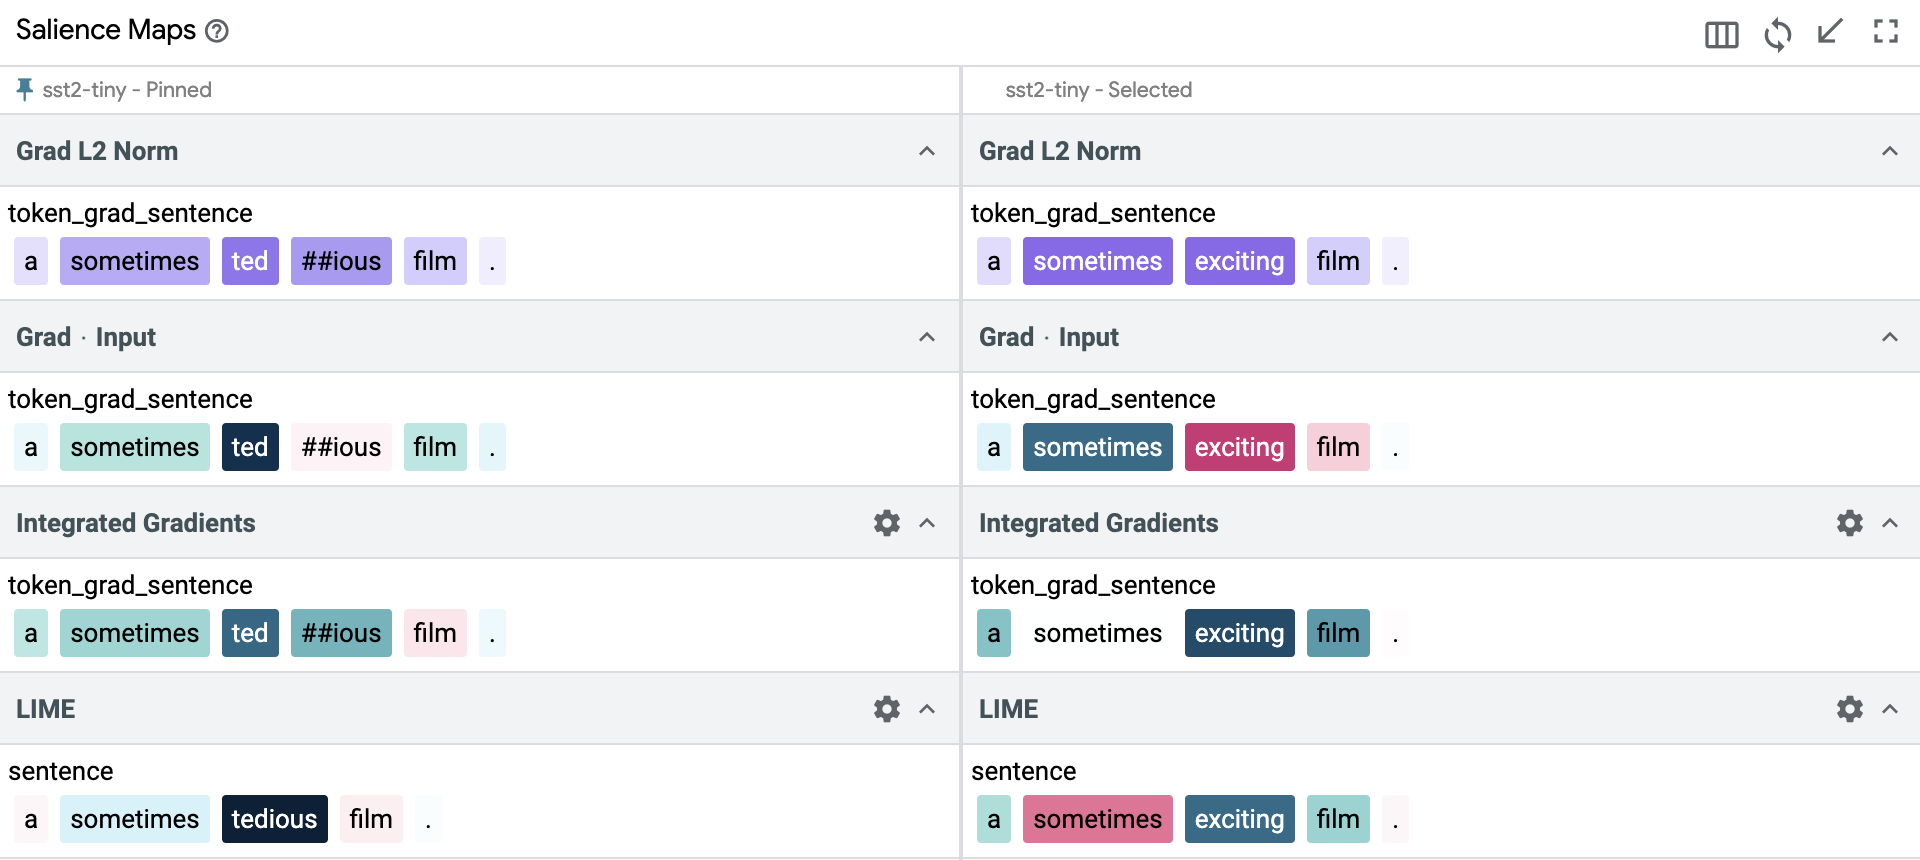 Salience Maps
sst2-tiny - Pinned
Grad L2 Norm
token_grad_sentence
a sometimes ted ##ious film .
Grad · Input
token_grad_sentence
a sometimes ted ##ious film .
Integrated Gradients
token_grad_sentence
a sometimes ted ##ious film .
LIME
sentence
a sometimes tedious film .
sst2-tiny - Selected
Grad L2 Norm
token_grad_sentence
a sometimes exciting film .
Grad · Input
token_grad_sentence
a sometimes exciting film .
Integrated Gradients
token_grad_sentence
a sometimes exciting film .
LIME
sentence
a sometimes exciting film .